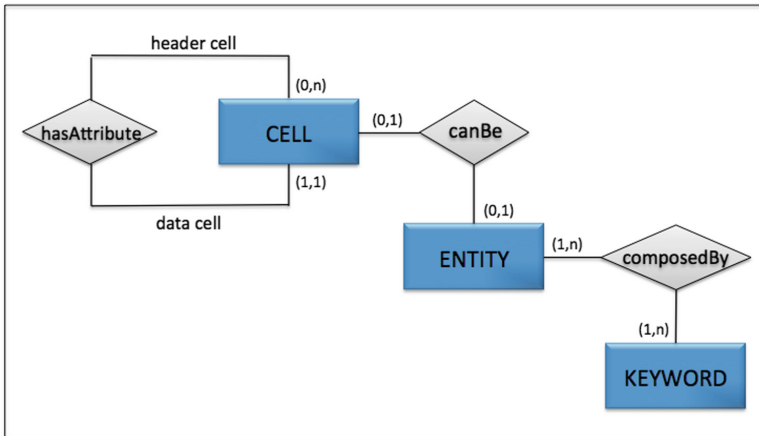 header cell
(0,n)
hasAttribute
CELL
(0,1)
canBe
(1,1)
data cell
(0,1)
ENTITY
(1,n)
composedBy
(1,n)
KEYWORD